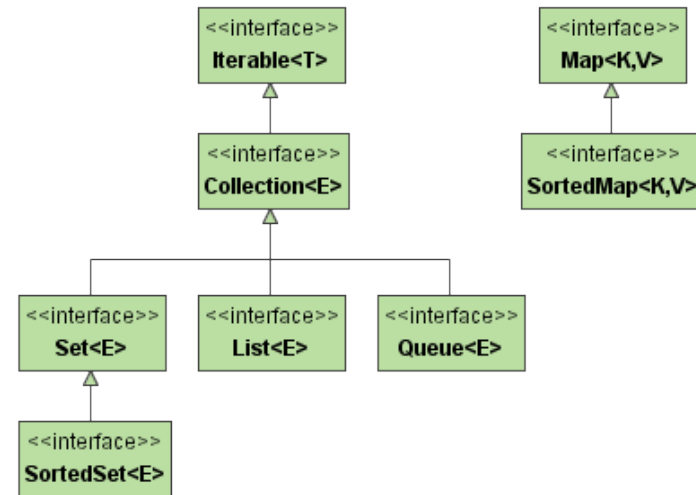 <<interface>>
Iterable<T>
<<interface>>
Map<K,V>
<<interface>>
Collection<E>
<<interface>>
SortedMap<K,V>
<<interface>>
Set<E>
<<interface>>
List<E>
<<interface>>
Queue<E>
<<interface>>
SortedSet<E>